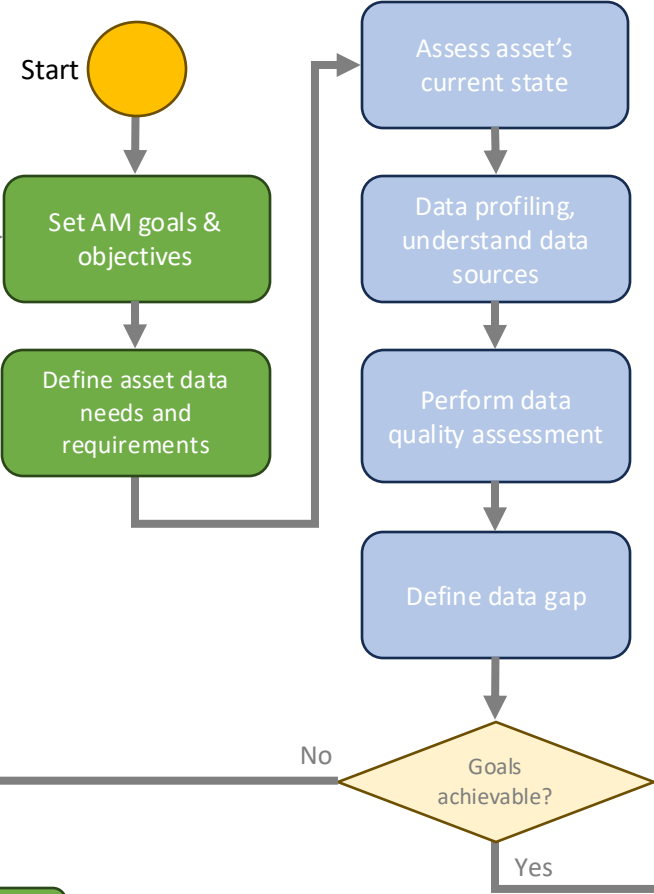 Start
Set AM goals &
objectives
Define asset data
needs and
requirements
Assess asset’s
current state
Data profiling,
understand data
sources
Perform data
quality assessment
Define data gap
Goals
achievable?
No
Yes